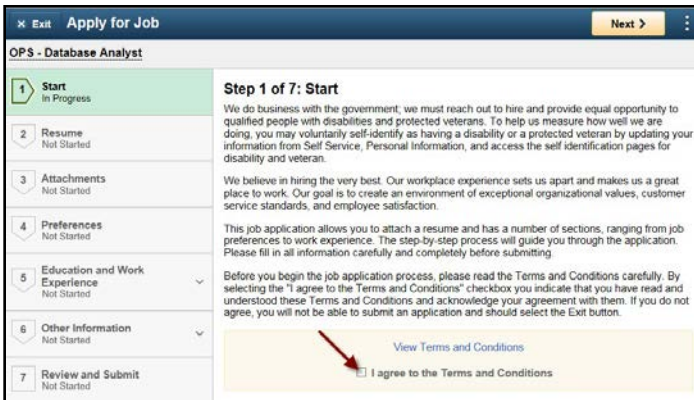 × Exit Apply for Job
Next >
OPS - Database Analyst
1 Start
In Progress
2 Resume
Not Started
3 Attachments
Not Started
4 Preferences
Not Started
5 Education and Work
Experience
Not Started
6 Other Information
Not Started
7 Review and Submit
Not Started
Step 1 of 7: Start
We do business with the government; we must reach out to hire and provide equal opportunity to
qualified people with disabilities and protected veterans. To help us measure how well we are
doing, you may voluntarily self-identify as having a disability or a protected veteran by updating your
information from Self Service, Personal Information, and access the self identification pages for
disability and veteran.
We believe in hiring the very best. Our workplace experience sets us apart and makes us a great
place to work. Our goal is to create an environment of exceptional organizational values, customer
service standards, and employee satisfaction.
This job application allows you to attach a resume and has a number of sections, ranging from job
preferences to work experience. The step-by-step process will guide you through the application.
Please fill in all information carefully and completely before submitting.
Before you begin the job application process, please read the Terms and Conditions carefully. By
selecting the "I agree to the Terms and Conditions" checkbox you indicate that you have read and
understood these Terms and Conditions and acknowledge your agreement with them. If you do not
agree, you will not be able to submit an application and should select the Exit button.
View Terms and Conditions
I agree to the Terms and Conditions